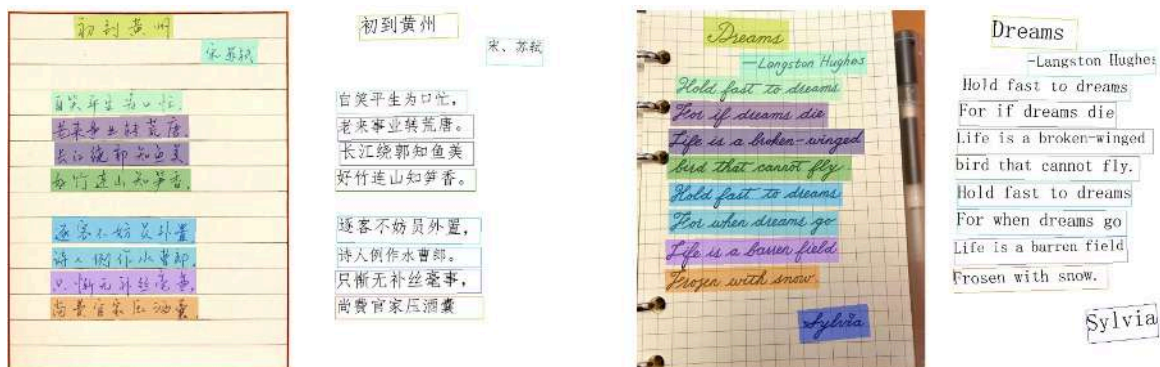 初到黄州
宋 苏轼
自笑平生为口忙.
老来事业转荒唐.
长江绕郭知鱼美
好竹连山知笋香.
逐客不妨员外置
诗人例作水曹郎
只惭无补丝毫事.
尚费官家压酒囊.
初到黄州
宋、苏轼
自笑平生为口忙，
老来事业转荒唐。
长江绕郭知鱼美
好竹连山知笋香。
逐客不妨员外置，
诗人例作水曹郎。
只惭无补丝毫事，
尚費官家压酒囊
Dreams
—Langston Hughes
Hold fast to dreams
For if dreams die
Life is a broken-winged
bird that cannot fly
Hold fast to dreams
For when dreams go
Life is a barren field
Frozen with snow.
Sylvia
Dreams
-Langston Hughes
Hold fast to dreams
For if dreams die
Life is a broken-winged
bird that cannot fly.
Hold fast to dreams
For when dreams go
Life is a barren field
Frosen with snow.
Sylvia